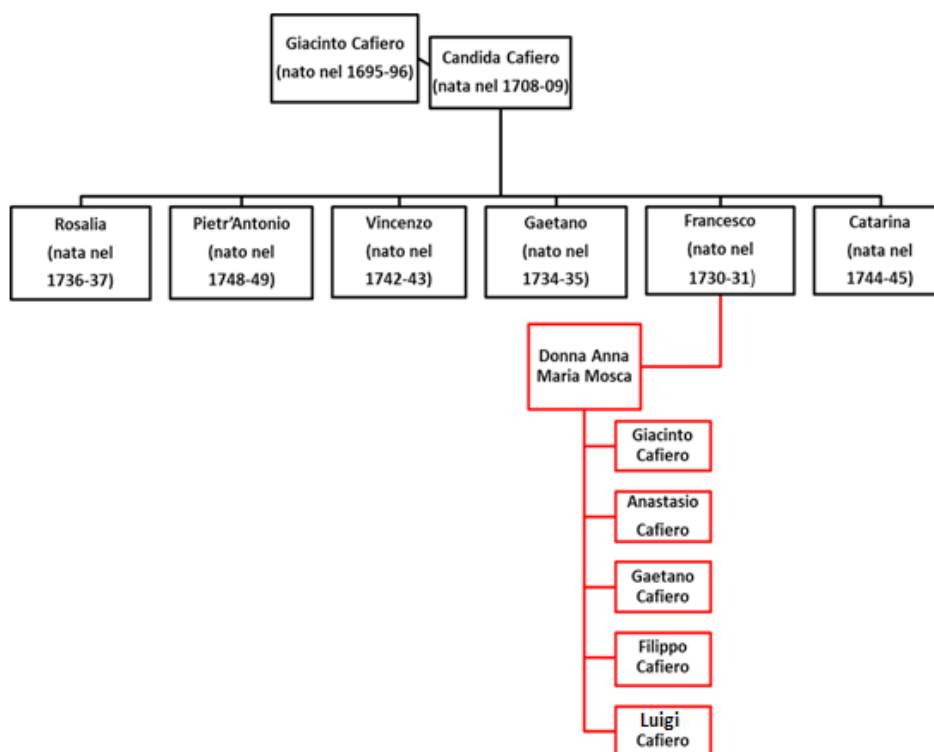 Giacinto Cafiero
(nato nel 1695-96)
Candida Cafiero
(nata nel 1708-09)
Rosalia
(nata nel
1736-37)
Pietr'Antonio
(nato nel
1748-49)
Vincenzo
(nato nel
1742-43)
Gaetano
(nato nel
1734-35)
Francesco
(nato nel
1730-31)
Catarina
(nata nel
1744-45)
Donna Anna
Maria Mosca
Giacinto
Cafiero
Anastasio
Cafiero
Gaetano
Cafiero
Filippo
Cafiero
Luigi
Cafiero